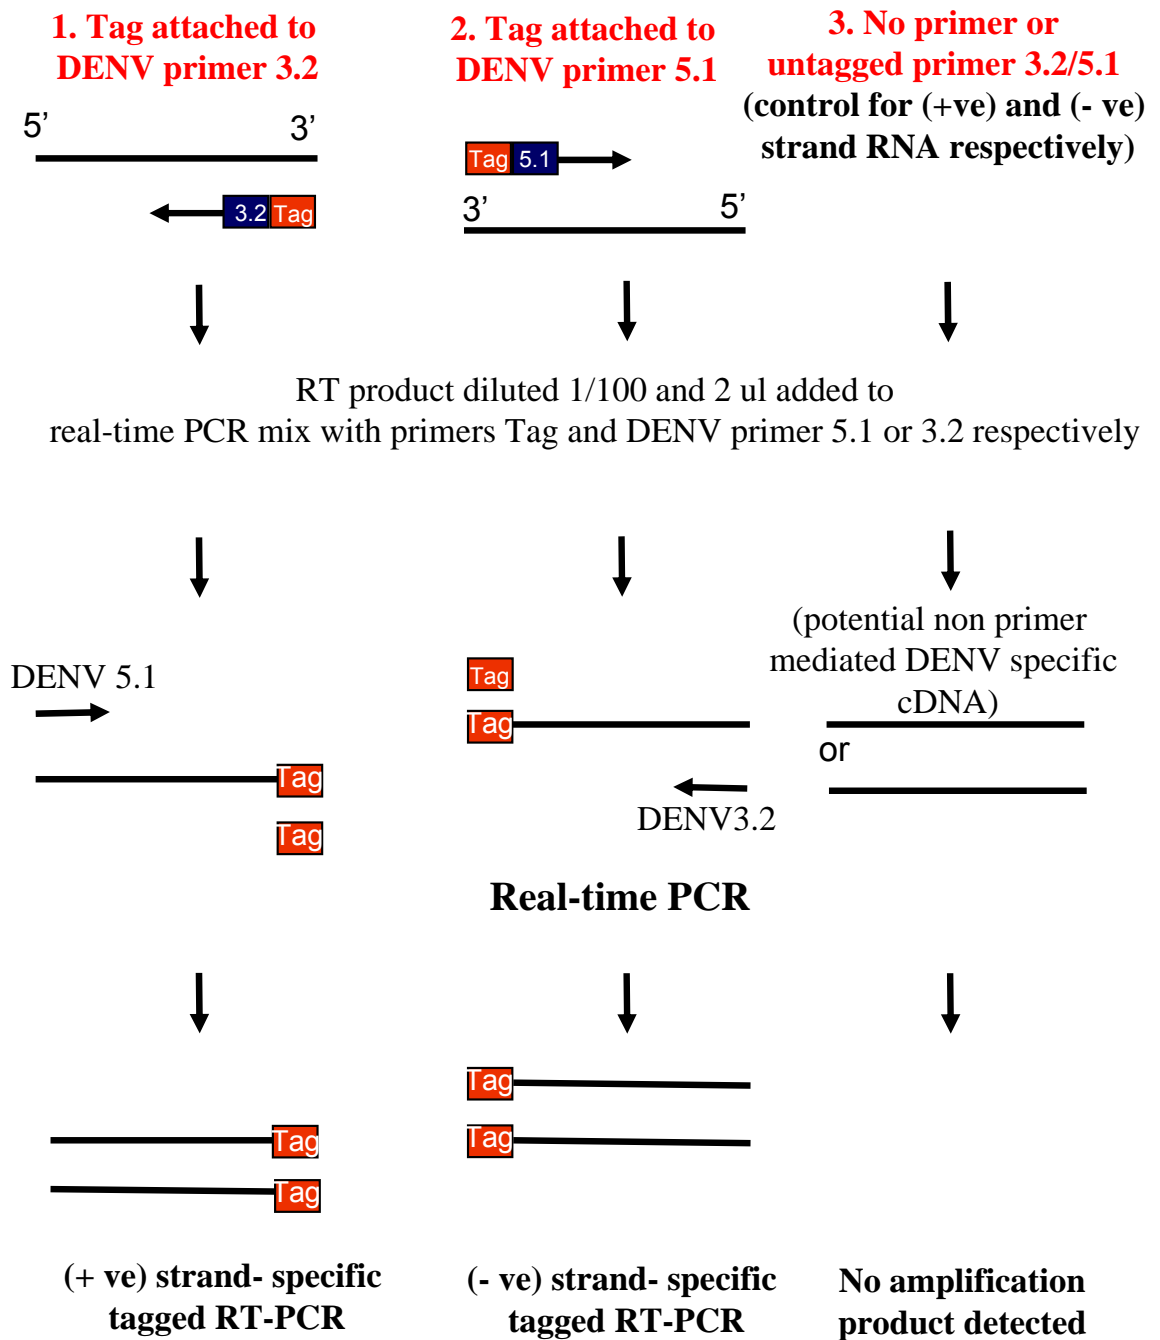 1. Tag attached to
DENV primer 3.2
2. Tag attached to
DENV primer 5.1
3. No primer or
untagged primer 3.2/5.1
(control for (+ve) and (- ve)
strand RNA respectively)
5’ 3’
3.2 Tag
Tag 5.1
3’ 5’
RT product diluted 1/100 and 2 ul added to
real-time PCR mix with primers Tag and DENV primer 5.1 or 3.2 respectively
DENV 5.1
Tag
Tag
Tag
Tag
DENV3.2
(potential non primer
mediated DENV specific
cDNA)
or
Real-time PCR
Tag
Tag
Tag
Tag
(+ ve) strand- specific
tagged RT-PCR
(- ve) strand- specific
tagged RT-PCR
No amplification
product detected